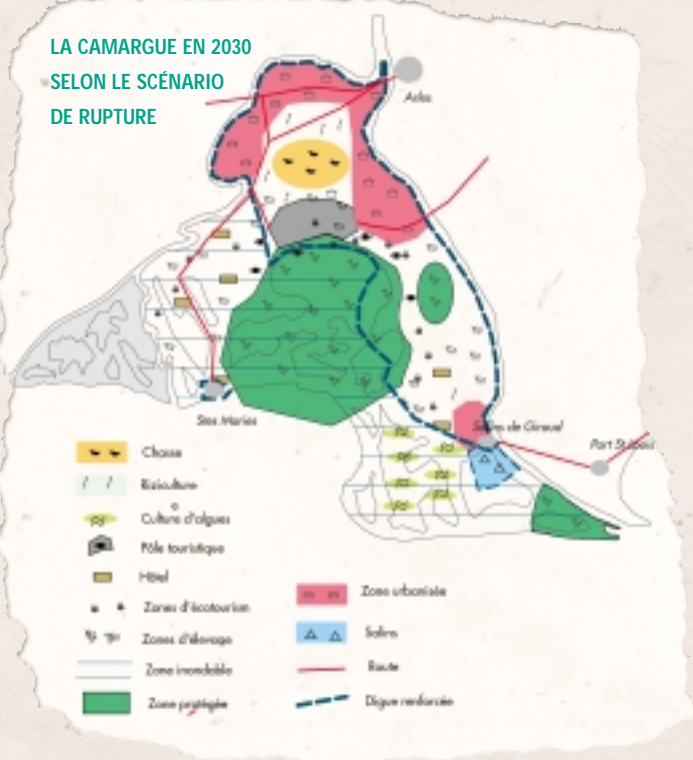 LA CAMARGUE EN 2030
SELON LE SCÉNARIO
DE RUPTURE
Arles
Stes Maries
Salins de Giraud
Port St Louis
Chasse
Riziculture
Culture d'algues
Pôle touristique
Hôtel
Zones d'écotourism
Zones d'élevage
Zone inondable
Zone protégée
Zone urbanisée
Salins
Route
Digue renforcée